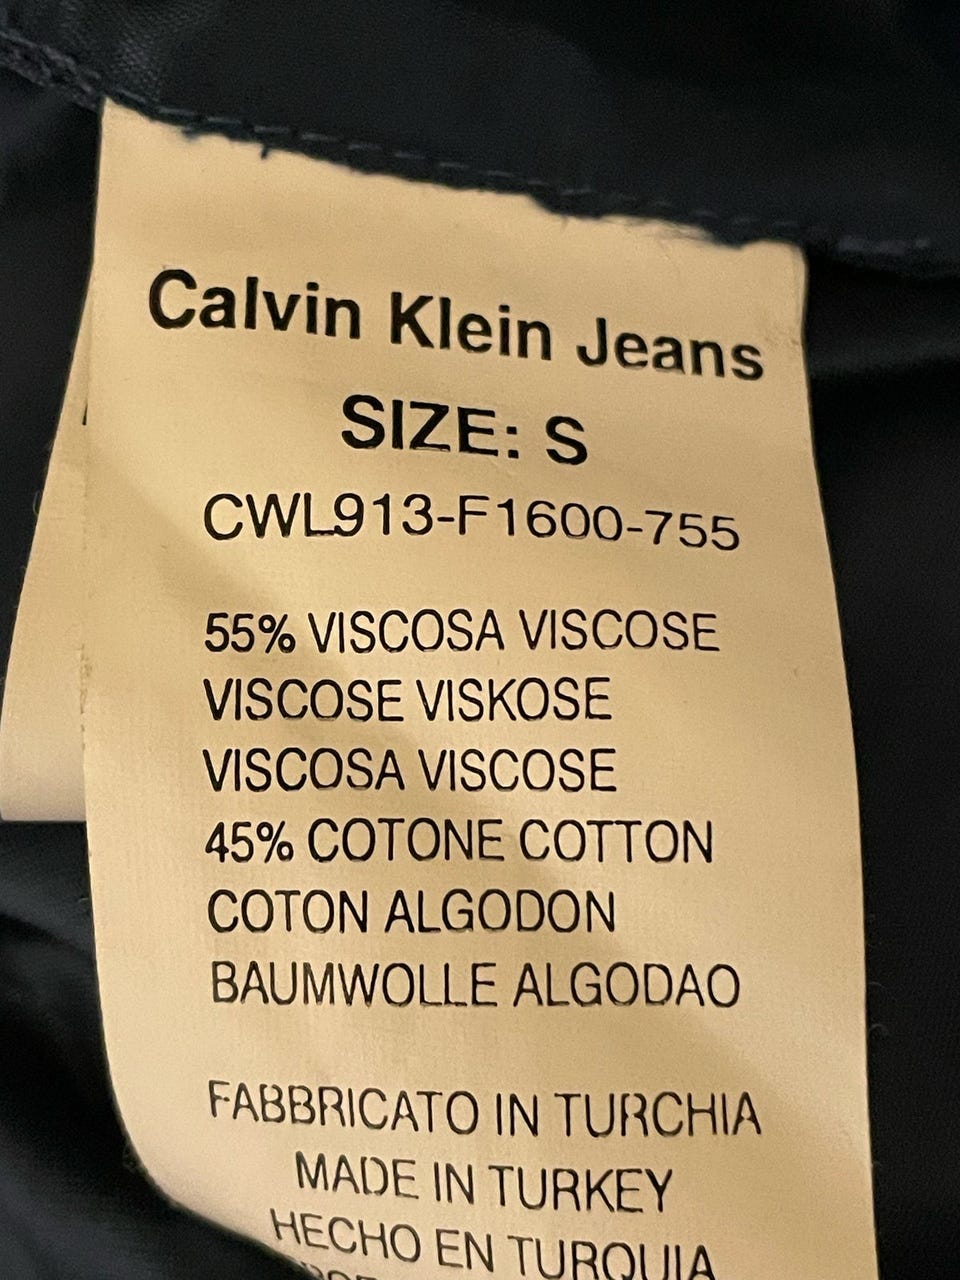 Calvin Klein Jeans
SIZE: S
CWL913-F1600-755
55% VISCOSA VISCOSE
VISCOSE VISKOSE
VISCOSA VISCOSE
45% COTONE COTTON
COTON ALGODON
BAUMWOLLE ALGODAO
FABBRICATO IN TURCHIA
MADE IN TURKEY
HECHO EN TURQUIA